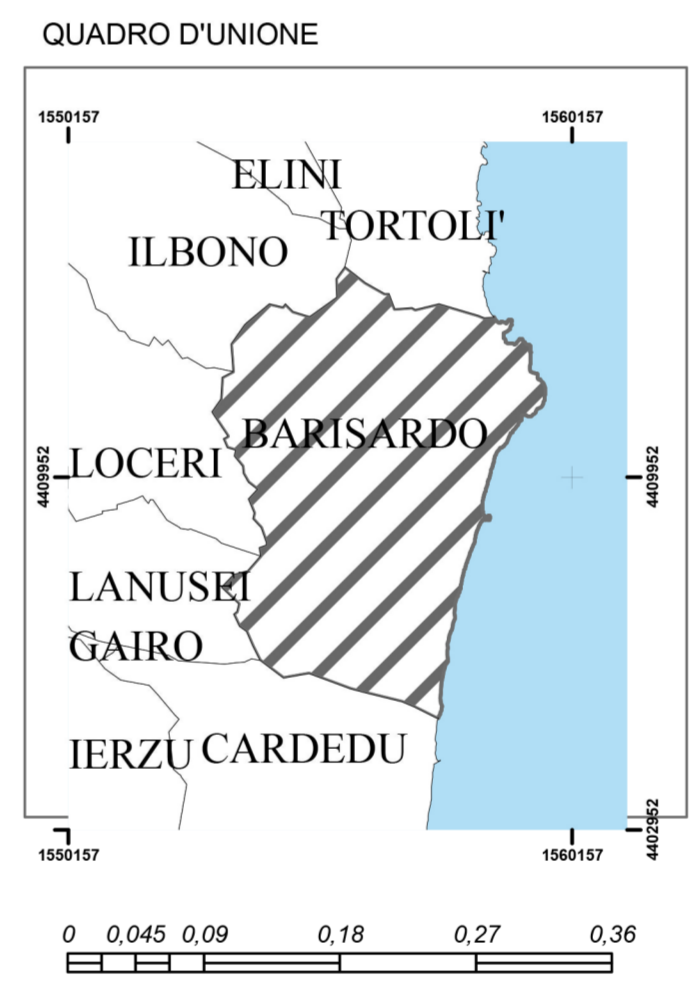 QUADRO D'UNIONE
1550157 1560157
ELINI
TORTOLI'
ILBONO
BARISARDO
LOCERI
4409952 4409952
LANUSEI
GAIRO
IERZU CARDEDU
4402952
1550157 1560157
0 0,045 0,09 0,18 0,27 0,36